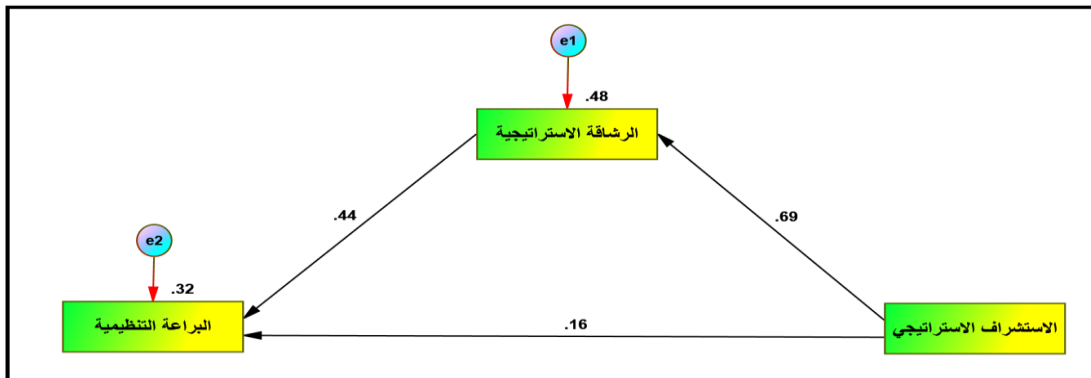 e1
.48
الرشاقة الاستراتيجية
.44
.69
e2
.32
البراعة التنظيمية
.16
الاستشراف الاستراتيجي